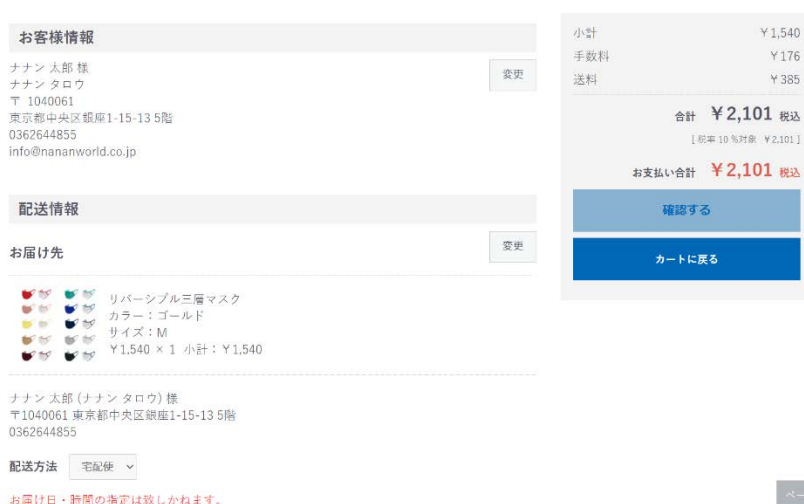 お客様情報
ナナン 太郎 様
ナナン タロウ
〒 1040061
東京都中央区銀座1-15-13 5階
0362644855
info@nananworld.co.jp
変更
配送情報
お届け先
変更
リバーシブル三層マスク
カラー：ゴールド
サイズ：M
￥1,540 × 1 小計：￥1,540
ナナン 太郎 (ナナン タロウ) 様
〒1040061 東京都中央区銀座1-15-13 5階
0362644855
配送方法 宅配便
お届け日・時間の指定は致しかねます。
小計 ￥1,540
手数料 ￥176
送料 ￥385
合計 ￥2,101 税込
[ 税率 10 %対象 ￥2,101 ]
お支払い合計 ￥2,101 税込
確認する
カートに戻る